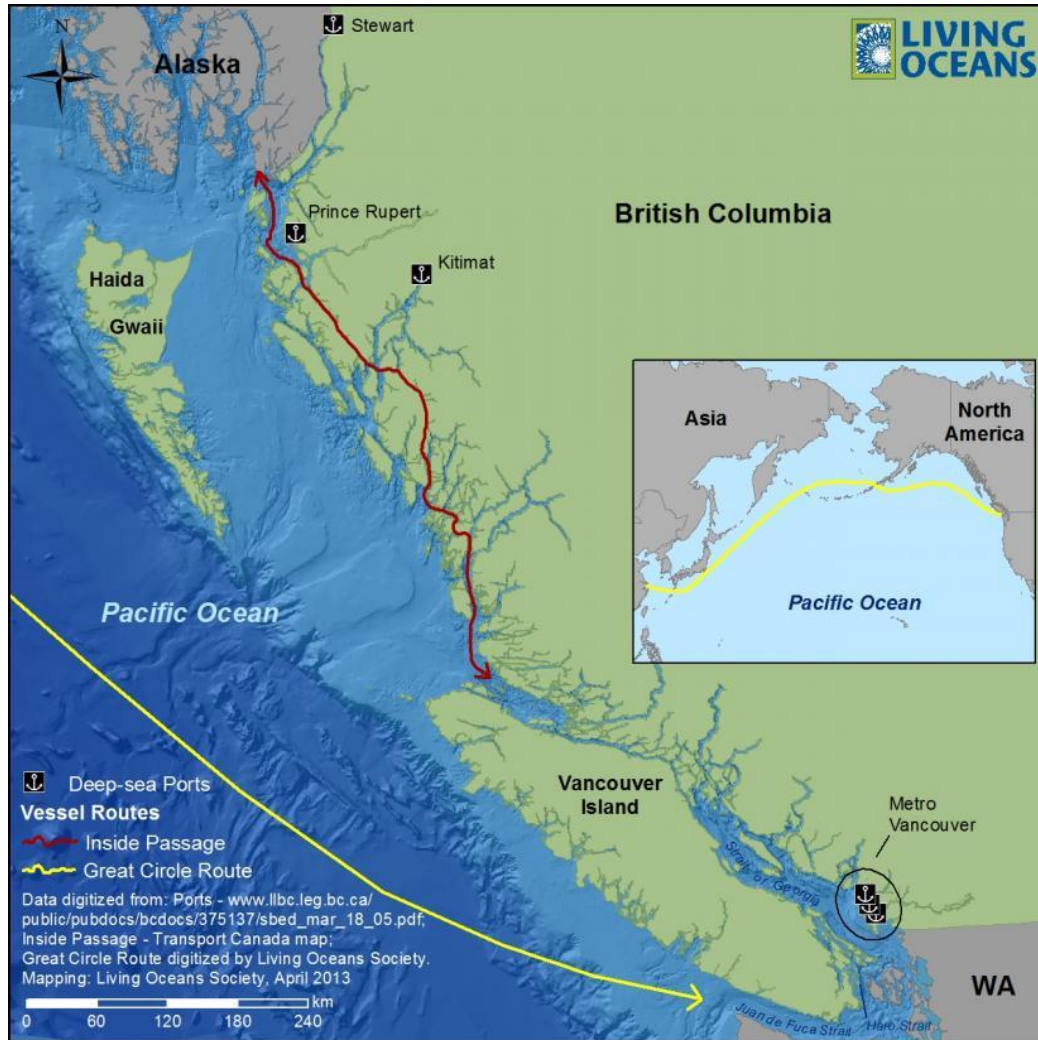 N
Stewart
LIVING
OCEANS
Alaska
Prince Rupert
British Columbia
Kitimat
Haida
Gwaii
Asia
North
America
Pacific Ocean
Pacific Ocean
Deep-sea Ports
Vessel Routes
Inside Passage
Great Circle Route
Data digitized from: Ports - www.llbc.leg.bc.ca/
public/pubdocs/bcdocs/375137/sbed_mar_18_05.pdf;
Inside Passage - Transport Canada map;
Great Circle Route digitized by Living Oceans Society.
Mapping: Living Oceans Society, April 2013
km
0 60 120 180 240
Vancouver
Island
Metro
Vancouver
Strait of Georgia
WA
Juan de Fuca Strait
Haro Strait